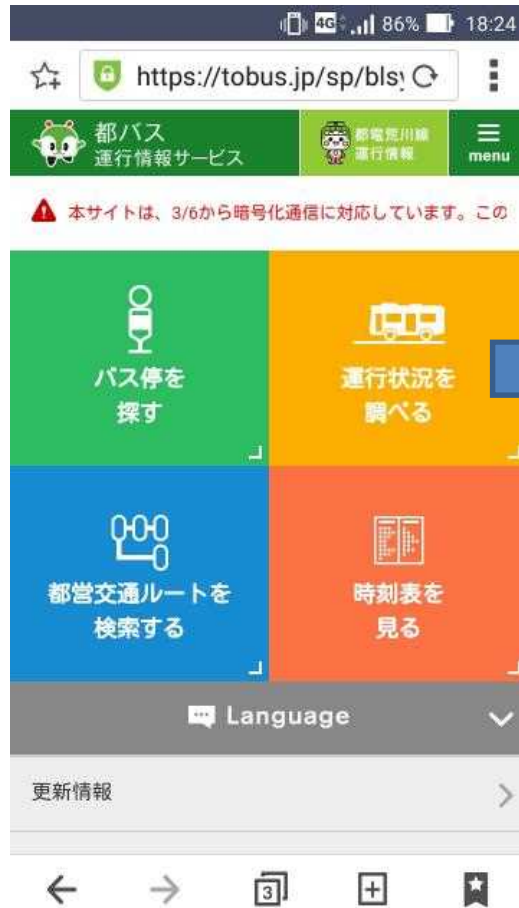 4G 86% 18:24
https://tobus.jp/sp/blsy
都バス
運行情報サービス
都電荒川線
運行情報
menu
本サイトは、3/6から暗号化通信に対応しています。この
バス停を
探す
運行状況を
調べる
都営交通ルートを
検索する
時刻表を
見る
Language
更新情報
3